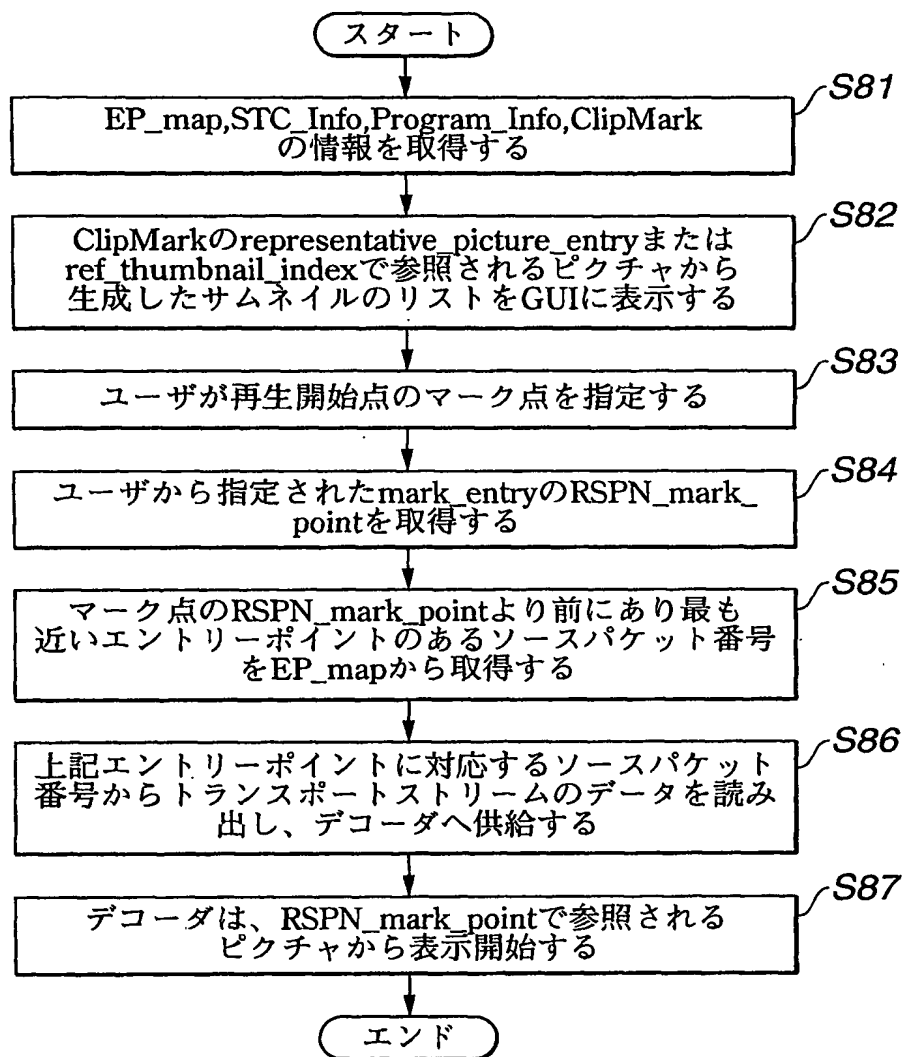 スタート
S81
EP_map,STC_Info,Program_Info,ClipMark
の情報を取得する
S82
ClipMarkのrepresentative_picture_entryまたは
ref_thumbnail_indexで参照されるピクチャから
生成したサムネイルのリストをGUIに表示する
S83
ユーザが再生開始点のマーク点を指定する
S84
ユーザから指定されたmark_entryのRSPN_mark_
pointを取得する
S85
マーク点のRSPN_mark_pointより前にあり最も
近いエントリーポイントのあるソースパケット番号
をEP_mapから取得する
S86
上記エントリーポイントに対応するソースパケット
番号からトランスポートストリームのデータを読み
出し、デコーダへ供給する
S87
デコーダは、RSPN_mark_pointで参照される
ピクチャから表示開始する
エンド